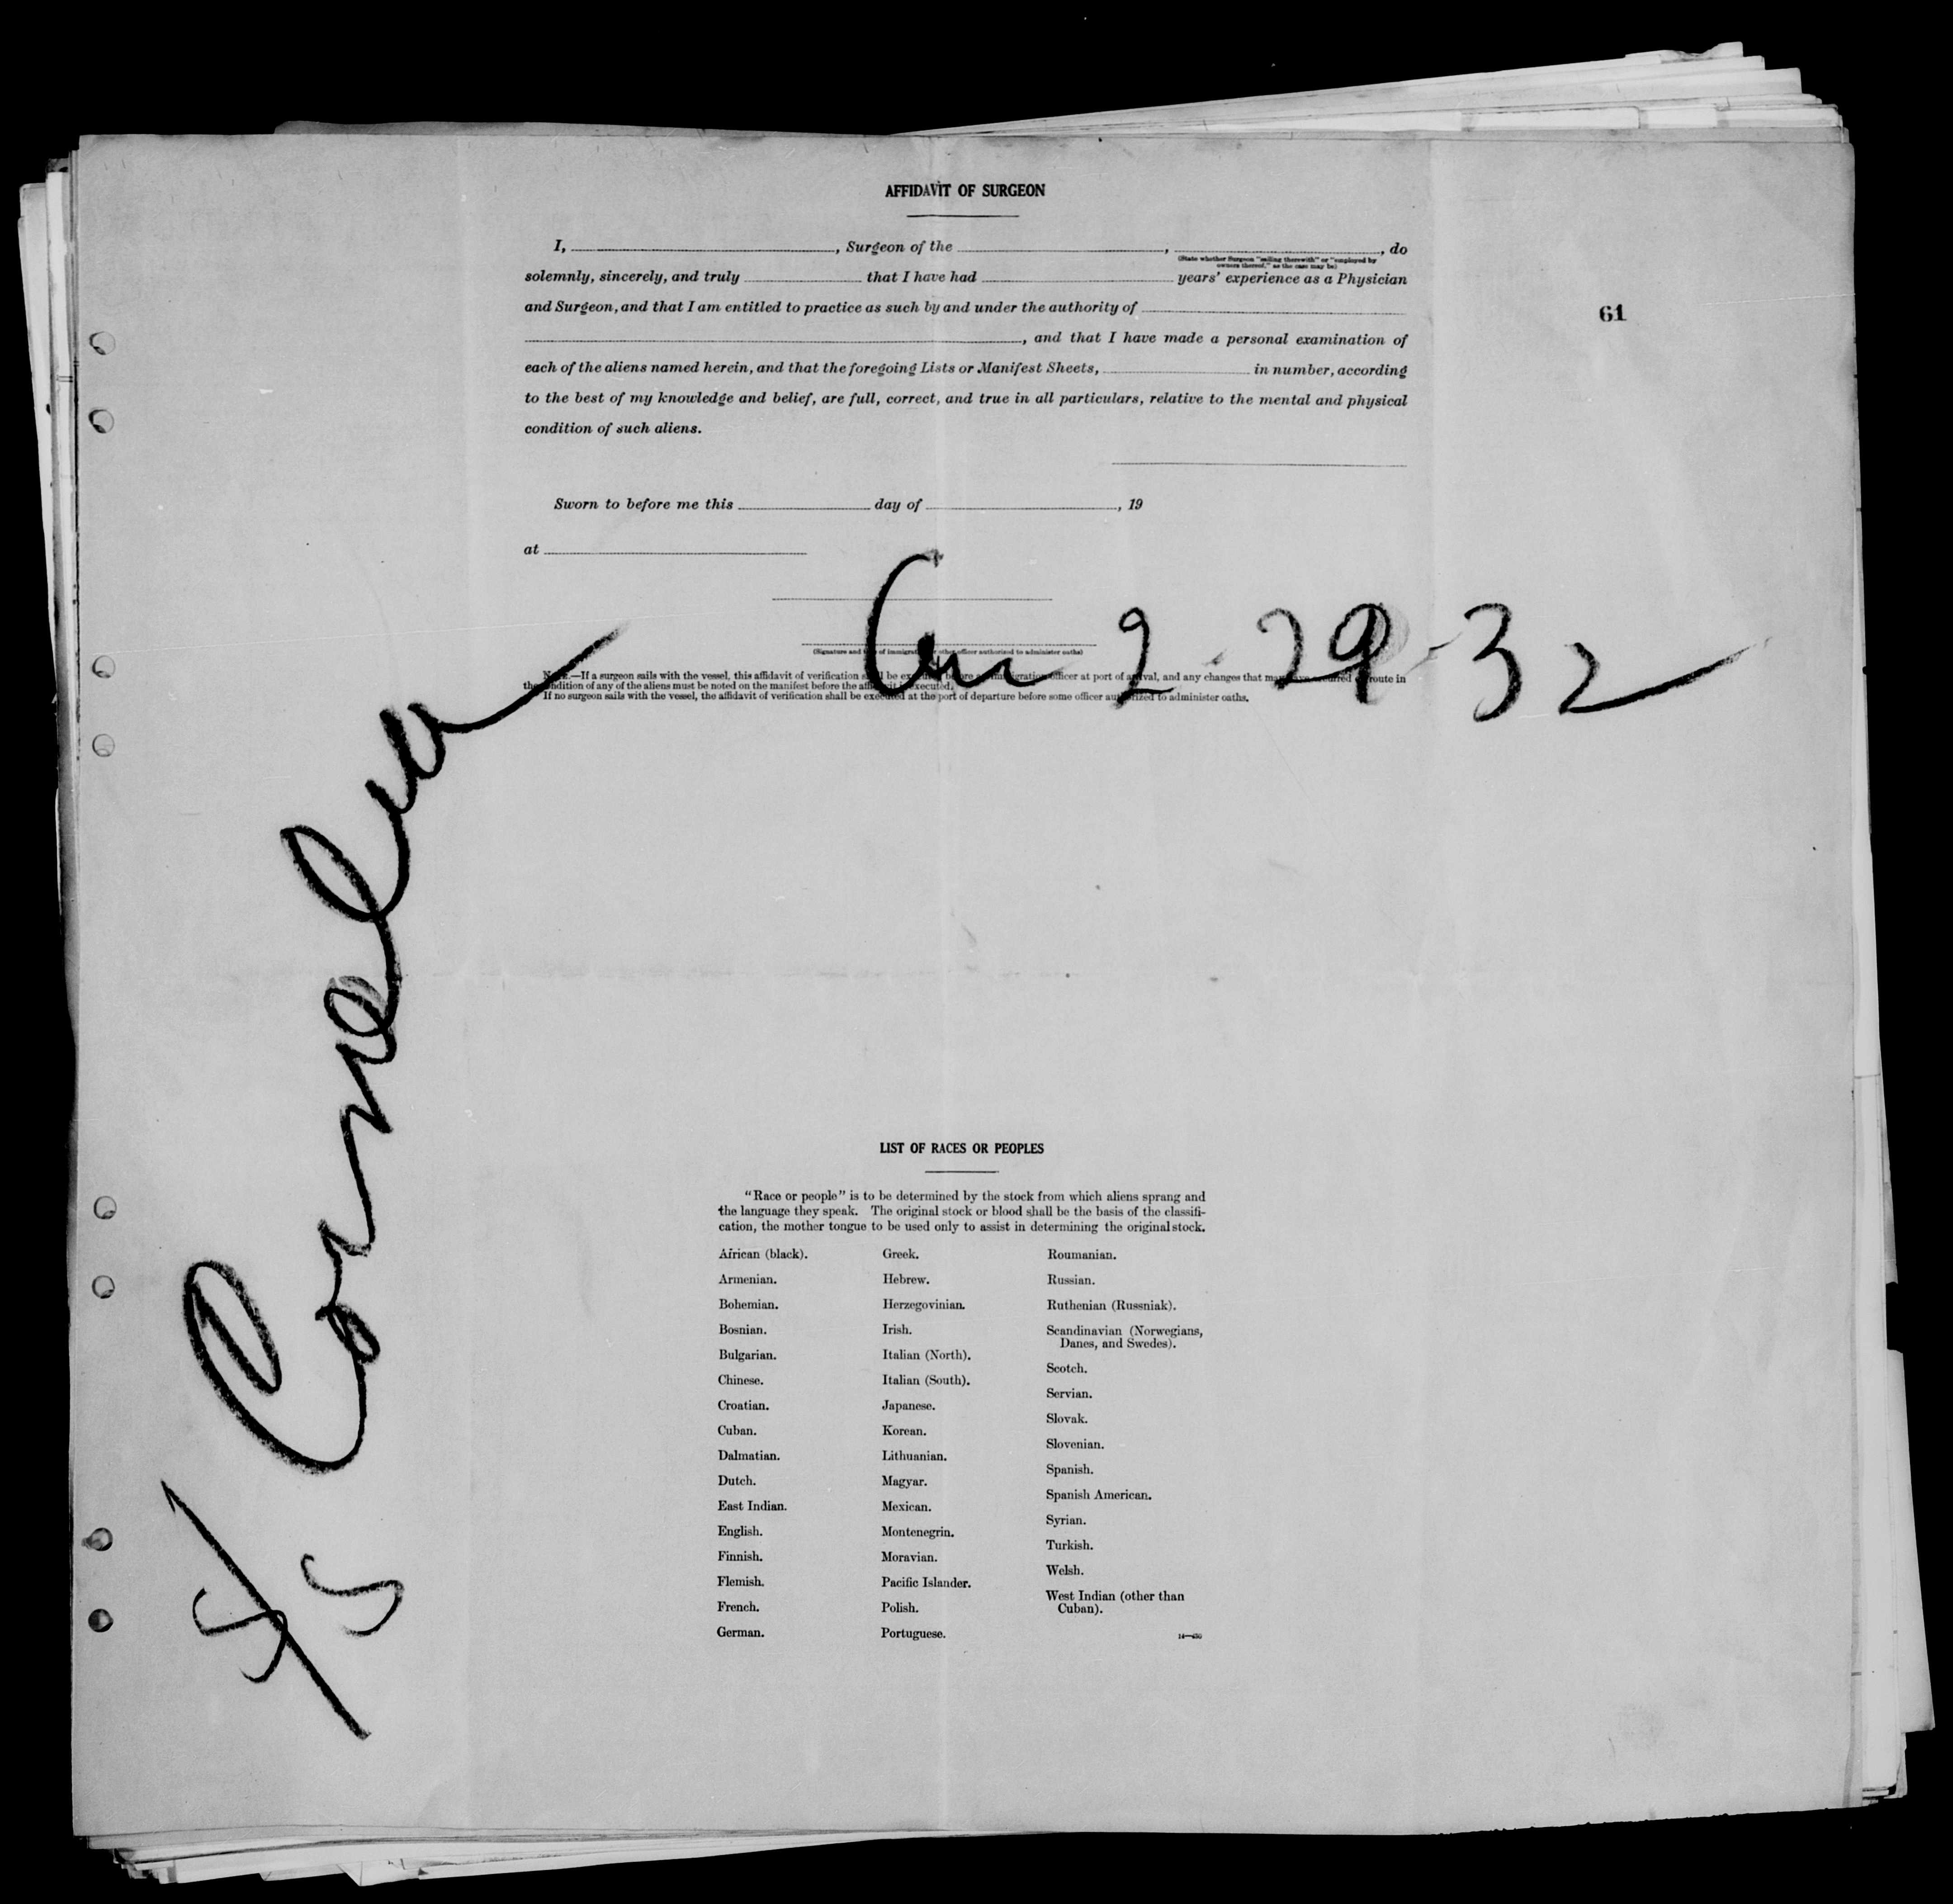 AFFIDAVIT OF SURGEON
I, , Surgeon of the , , do
(State whether Surgeon "sailing therewith" or "employed by
owners thereof," as the case may be)
solemnly, sincerely, and truly that I have had years' experience as a Physician
and Surgeon, and that I am entitled to practice as such by and under the authority of
61
, and that I have made a personal examination of
each of the aliens named herein, and that the foregoing Lists or Manifest Sheets, in number, according
to the best of my knowledge and belief, are full, correct, and true in all particulars, relative to the mental and physical
condition of such aliens.
Sworn to before me this day of , 19
at
2-29-32
(Signature and of immigration other officer authorized to administer oaths)
—If a surgeon sails with the vessel, this affidavit of verification be before immigration officer at port of arrival, and any changes that route in
the condition of any of the aliens must be noted on the manifest before the affidavit is executed.
If no surgeon sails with the vessel, the affidavit of verification shall be executed at the port of departure before some officer authorized to administer oaths.
SS Cornelia
LIST OF RACES OR PEOPLES
"Race or people" is to be determined by the stock from which aliens sprang and
the language they speak. The original stock or blood shall be the basis of the classifi-
cation, the mother tongue to be used only to assist in determining the original stock.
African (black).
Armenian.
Bohemian.
Bosnian.
Bulgarian.
Chinese.
Croatian.
Cuban.
Dalmatian.
Dutch.
East Indian.
English.
Finnish.
Flemish.
French.
German.
Greek.
Hebrew.
Herzegovinian.
Irish.
Italian (North).
Italian (South).
Japanese.
Korean.
Lithuanian.
Magyar.
Mexican.
Montenegrin.
Moravian.
Pacific Islander.
Polish.
Portuguese.
Roumanian.
Russian.
Ruthenian (Russniak).
Scandinavian (Norwegians,
Danes, and Swedes).
Scotch.
Servian.
Slovak.
Slovenian.
Spanish.
Spanish American.
Syrian.
Turkish.
Welsh.
West Indian (other than
Cuban).
14—450